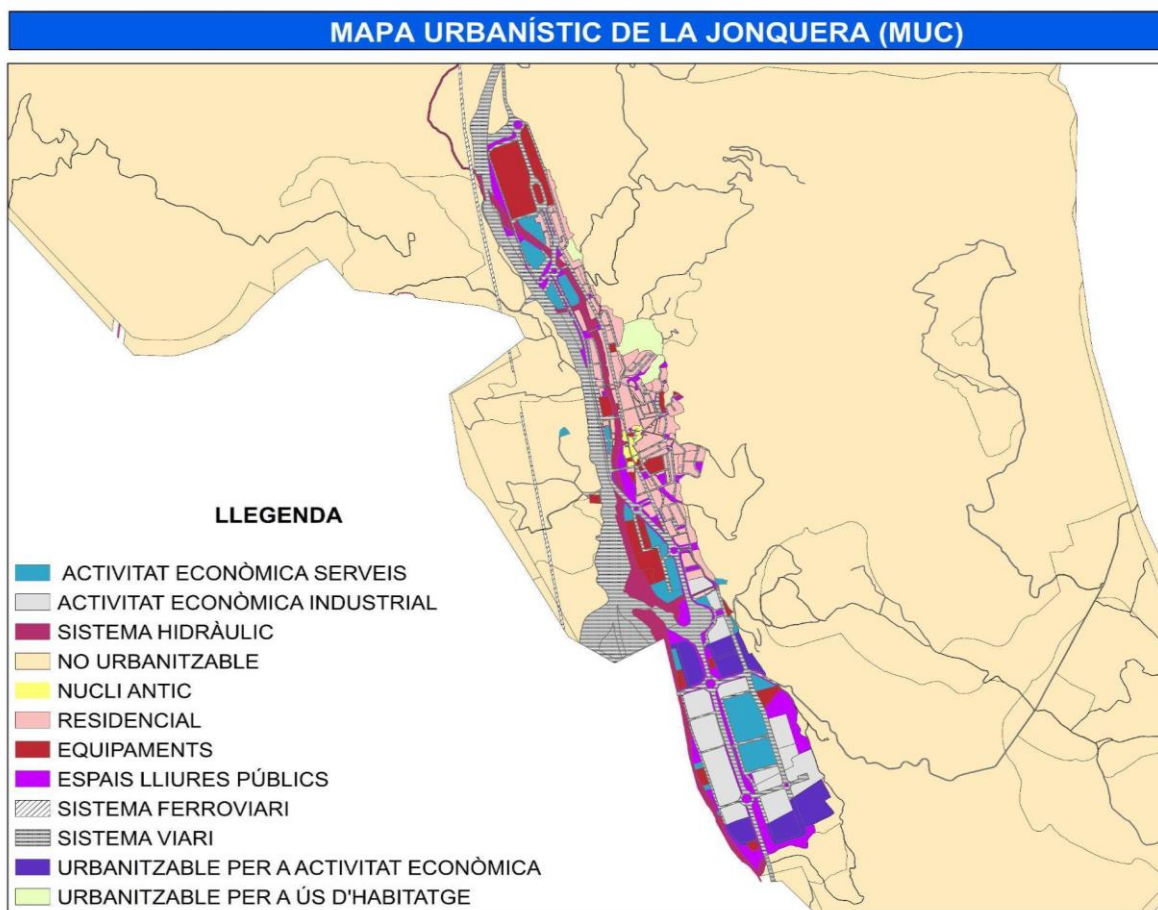 MAPA URBANÍSTIC DE LA JONQUERA (MUC)
LLEGENDA
ACTIVITAT ECONÒMICA SERVEIS
ACTIVITAT ECONÒMICA INDUSTRIAL
SISTEMA HIDRÀULIC
NO URBANITZABLE
NUCLI ANTIC
RESIDENCIAL
EQUIPAMENTS
ESPAIS LLIURES PÚBLICS
SISTEMA FERROVIARI
SISTEMA VIARI
URBANITZABLE PER A ACTIVITAT ECONÒMICA
URBANITZABLE PER A ÚS D'HABITATGE